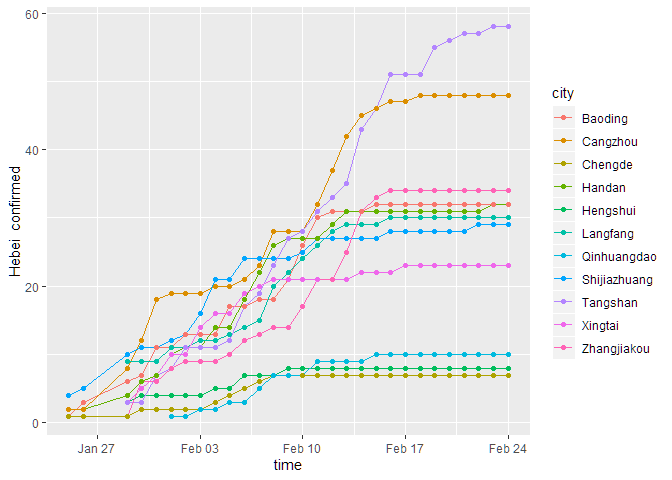 60
40
20
0
Hebei confirmed
Jan 27
Feb 03
Feb 10
Feb 17
Feb 24
time
city
Baoding
Cangzhou
Chengde
Handan
Hengshui
Langfang
Qinhuangdao
Shijiazhuang
Tangshan
Xingtai
Zhangjiakou